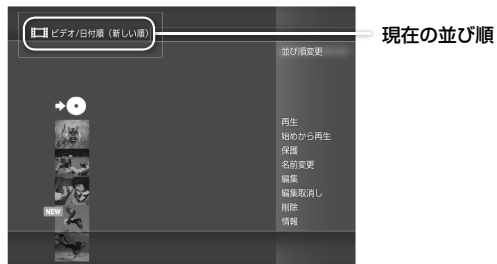 ビデオ/日付順（新しい順）
現在の並び順
並び順変更
再生
始めから再生
保護
名前変更
編集
編集取消し
削除
情報
NEW